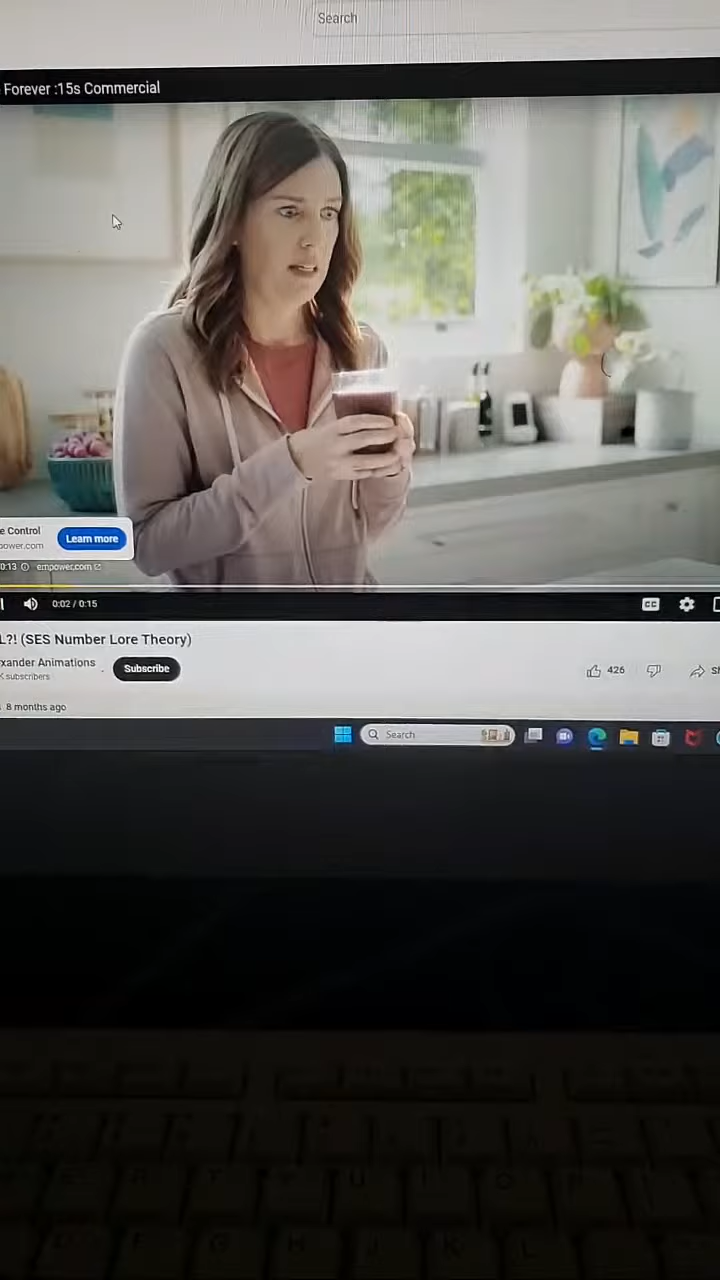 Search
Forever :15s Commercial
e Control
power.com
Learn more
0:13
empower.com
0:02 / 0:15
CC
L?! (SES Number Lore Theory)
xander Animations
K subscribers
Subscribe
426
8 months ago
Search